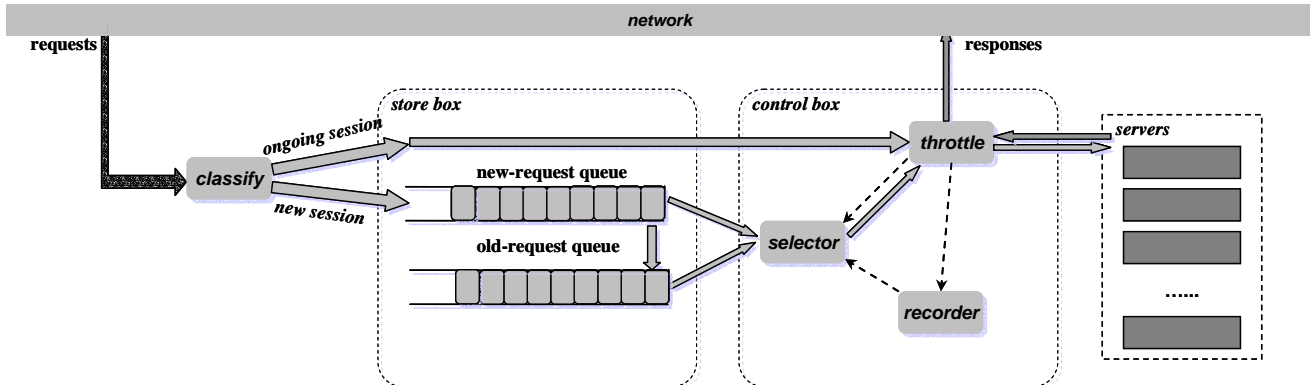 network
requests
responses
store box
control box
ongoing session
throttle
servers
classify
new-request queue
new session
selector
old-request queue
......
recorder